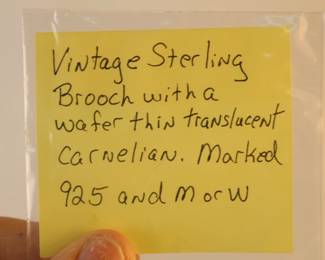 Vintage Sterling
Brooch with a
wafer thin translucent
Carnelian. Marked
925 and M or W